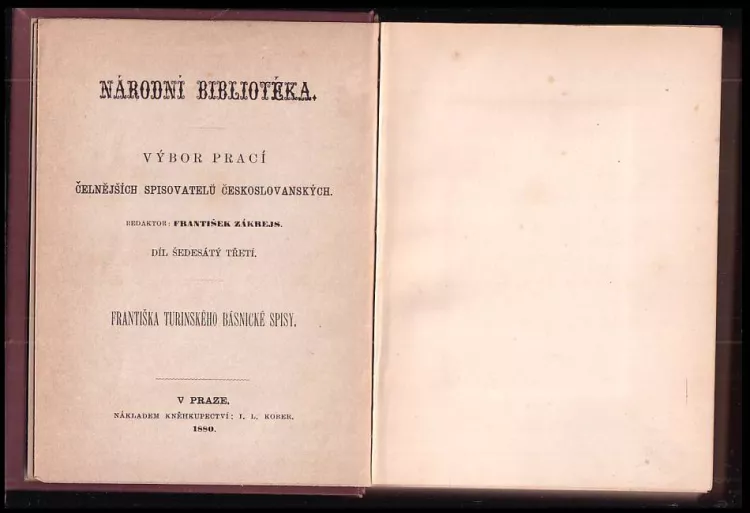 NÁRODNÍ BIBLIOTÉKA.
VÝBOR PRACÍ
ČELNĚJŠÍCH SPISOVATELŮ ČESKOSLOVANSKÝCH.
REDAKTOR: FRANTIŠEK ZÁKREJS.
DÍL ŠEDESÁTÝ TŘETÍ.
FRANTIŠKA TURINSKÉHO BÁSNICKÉ SPISY.
V PRAZE.
NÁKLADEM KNĚHKUPECTVÍ: I. L. KOBER.
1880.